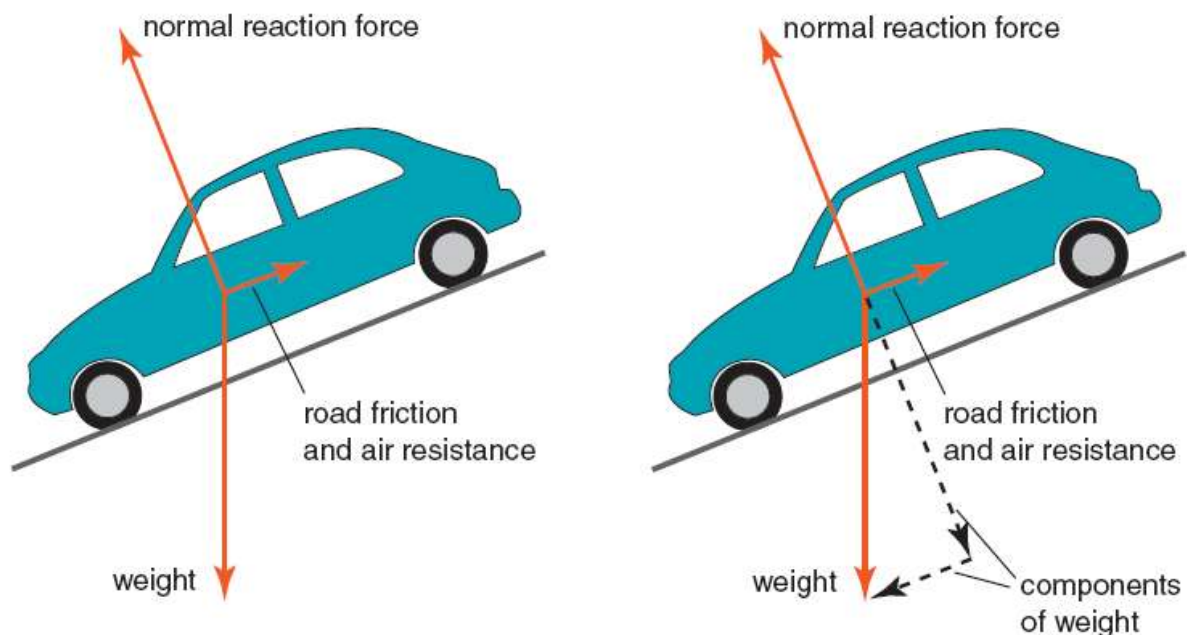 normal reaction force
road friction
and air resistance
weight
normal reaction force
road friction
and air resistance
weight
components
of weight